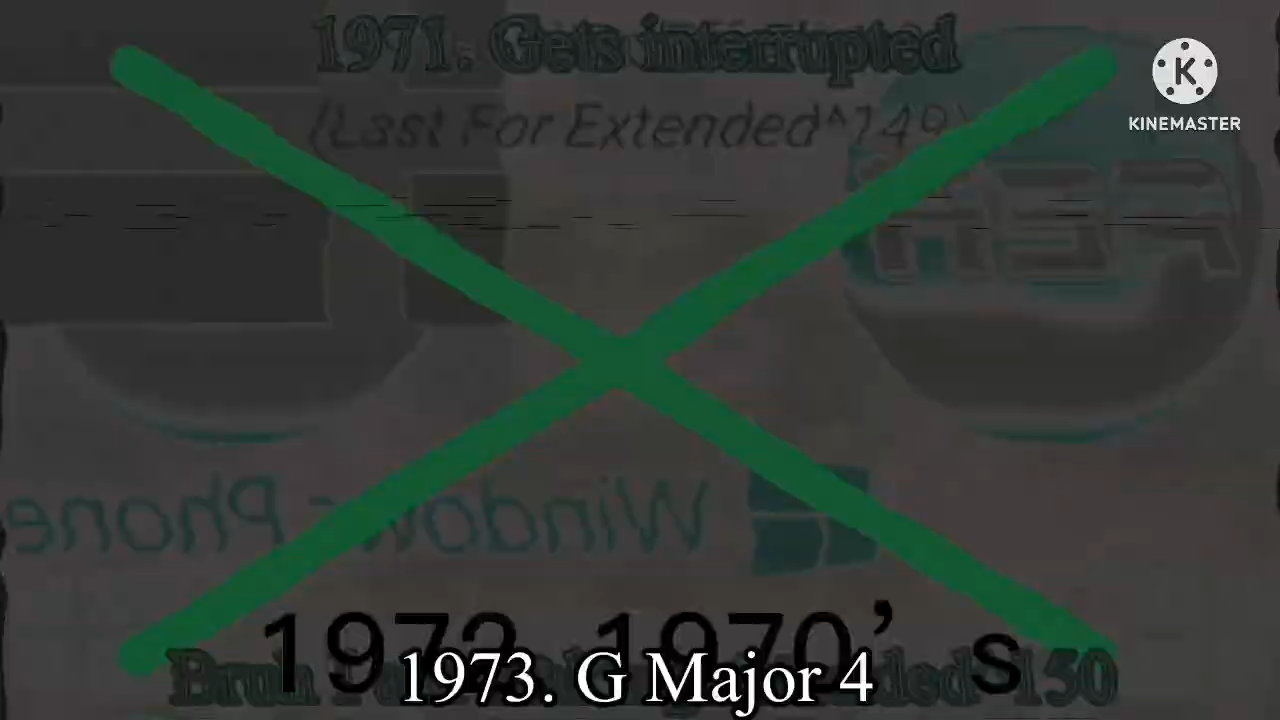 1971. Gets interrupted
(Last For Extended^149)
KINEMASTER
Windows Phone
1972. 1970's
1973. G Major 4